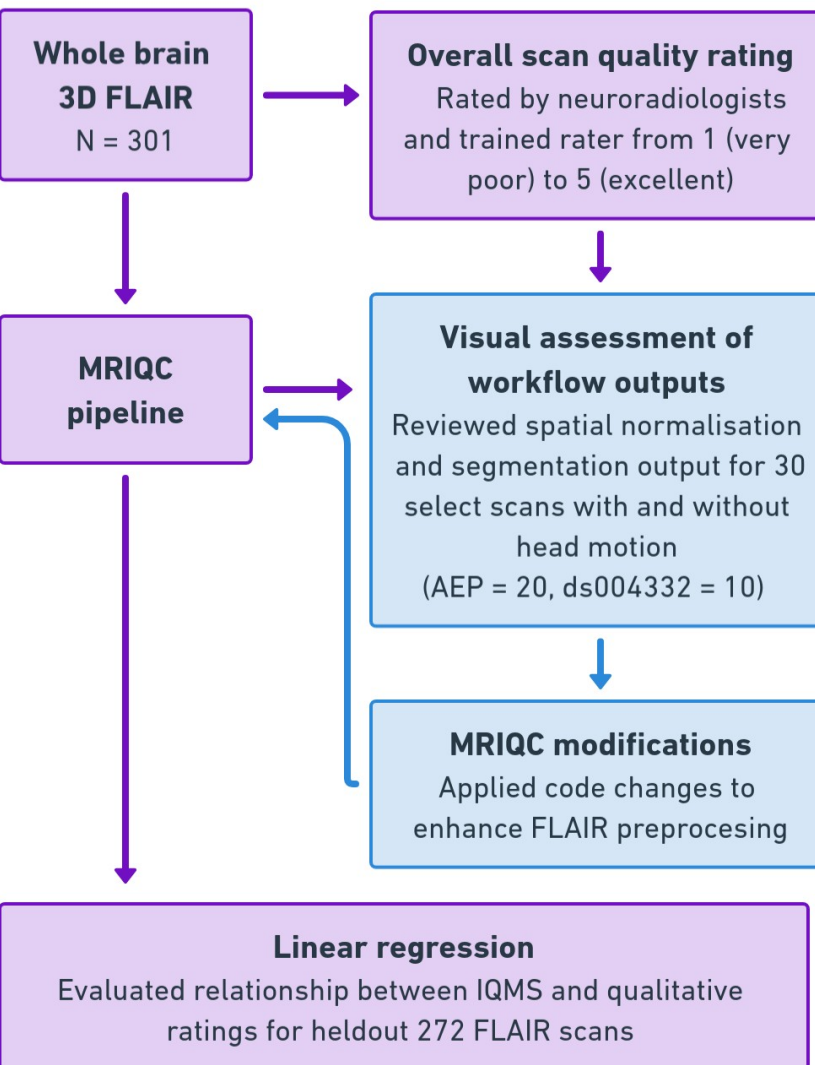 Whole brain
3D FLAIR
N = 301
Overall scan quality rating
Rated by neuroradiologists
and trained rater from 1 (very
poor) to 5 (excellent)
MRIQC
pipeline
Visual assessment of
workflow outputs
Reviewed spatial normalisation
and segmentation output for 30
select scans with and without
head motion
(AEP = 20, ds004332 = 10)
MRIQC modifications
Applied code changes to
enhance FLAIR preprocesing
Linear regression
Evaluated relationship between IQMS and qualitative
ratings for heldout 272 FLAIR scans